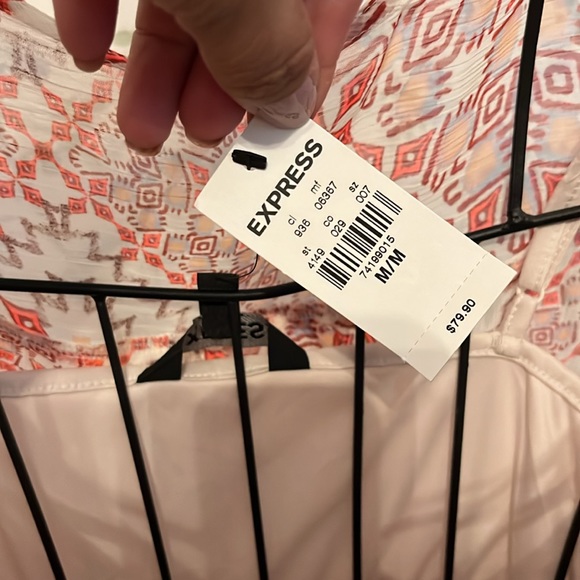 EXPRESS
cl mf sz
936 06367 007
st co
4149 029
74199015
M/M
$79.90